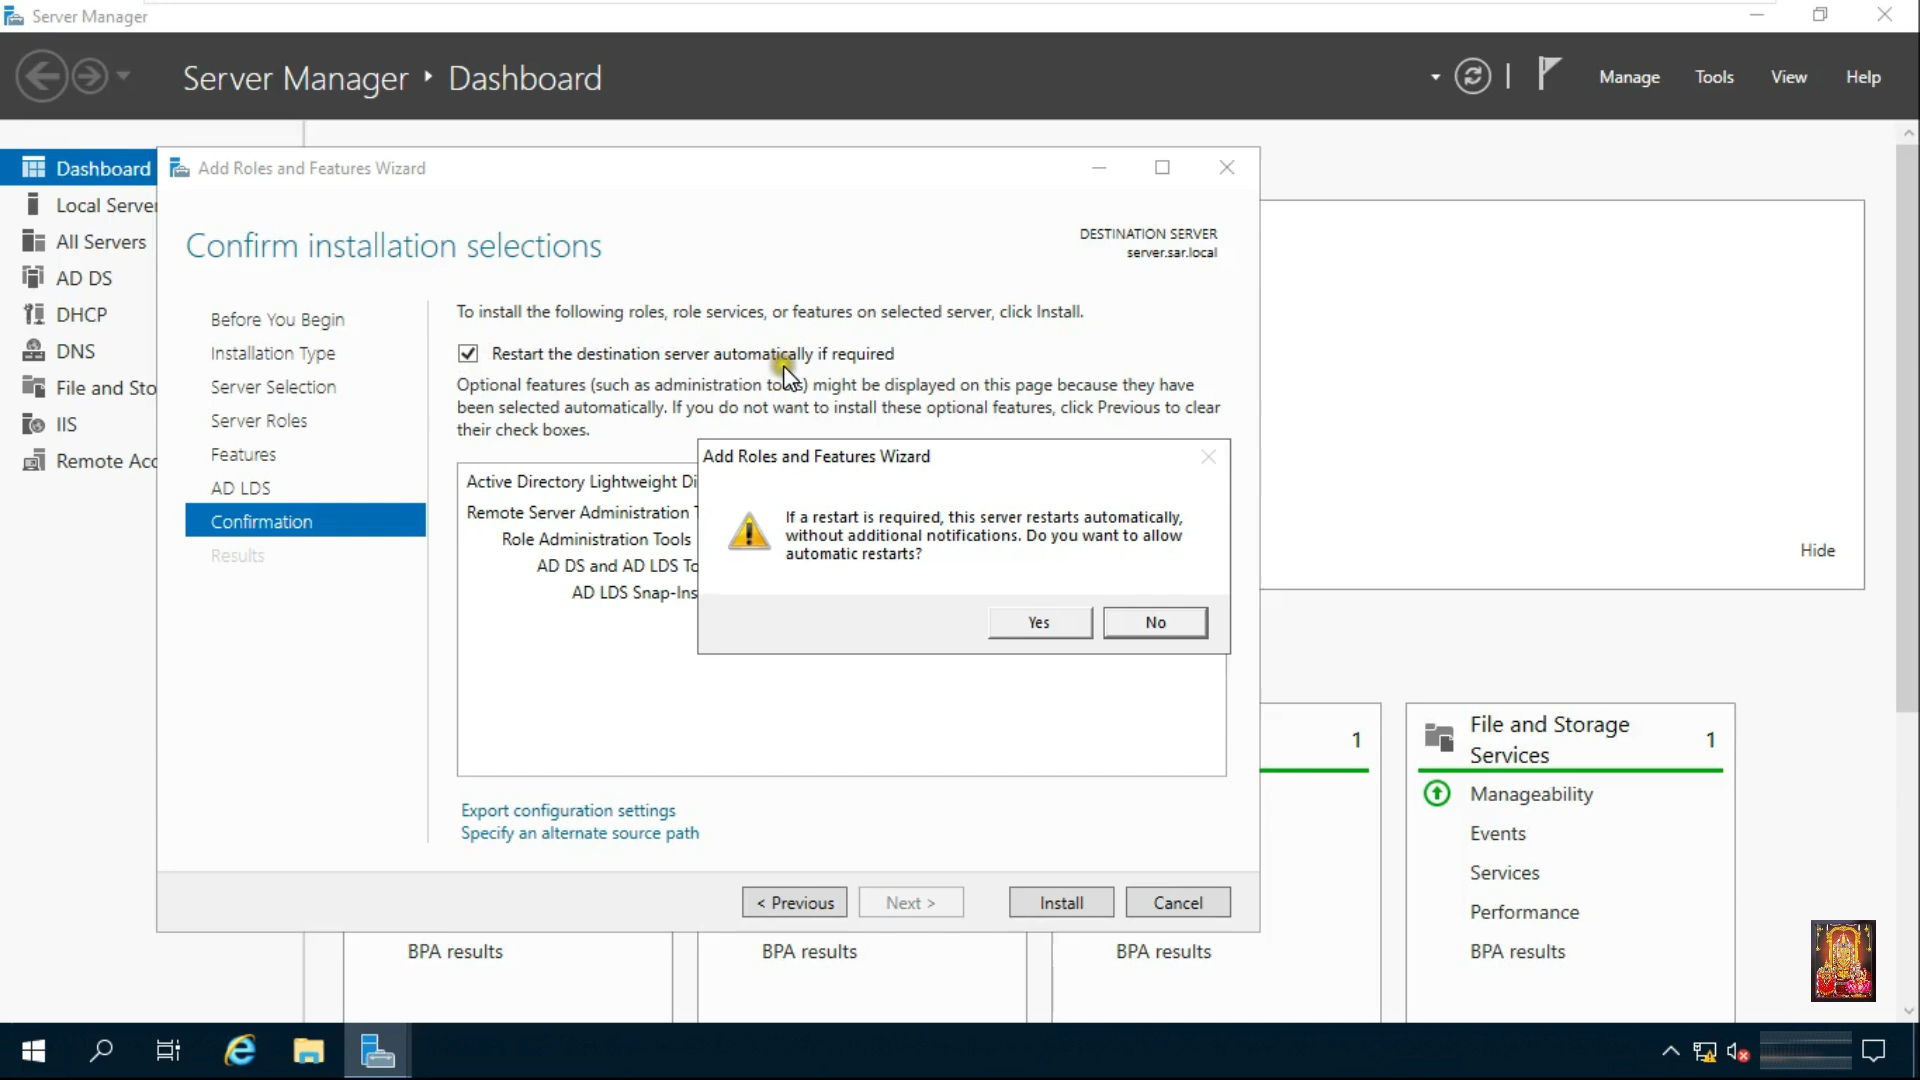 Server Manager
Server Manager
Dashboard
Manage
Tools
View
Help
Dashboard
Local Server
All Servers
AD DS
DHCP
DNS
File and Sto
IIS
Remote Acc
Add Roles and Features Wizard
Confirm installation selections
DESTINATION SERVER
server.sar.local
Before You Begin
Installation Type
Server Selection
Server Roles
Features
AD LDS
Confirmation
Results
To install the following roles, role services, or features on selected server, click Install.
Restart the destination server automatically if required
Optional features (such as administration tools) might be displayed on this page because they have
been selected automatically. If you do not want to install these optional features, click Previous to clear
their check boxes.
Active Directory Lightweight Di
Remote Server Administration T
Role Administration Tools
AD DS and AD LDS To
AD LDS Snap-Ins
Add Roles and Features Wizard
If a restart is required, this server restarts automatically,
without additional notifications. Do you want to allow
automatic restarts?
Yes
No
Export configuration settings
Specify an alternate source path
< Previous
Next >
Install
Cancel
Hide
1
File and Storage
Services
1
Manageability
Events
Services
Performance
BPA results
BPA results
BPA results
BPA results